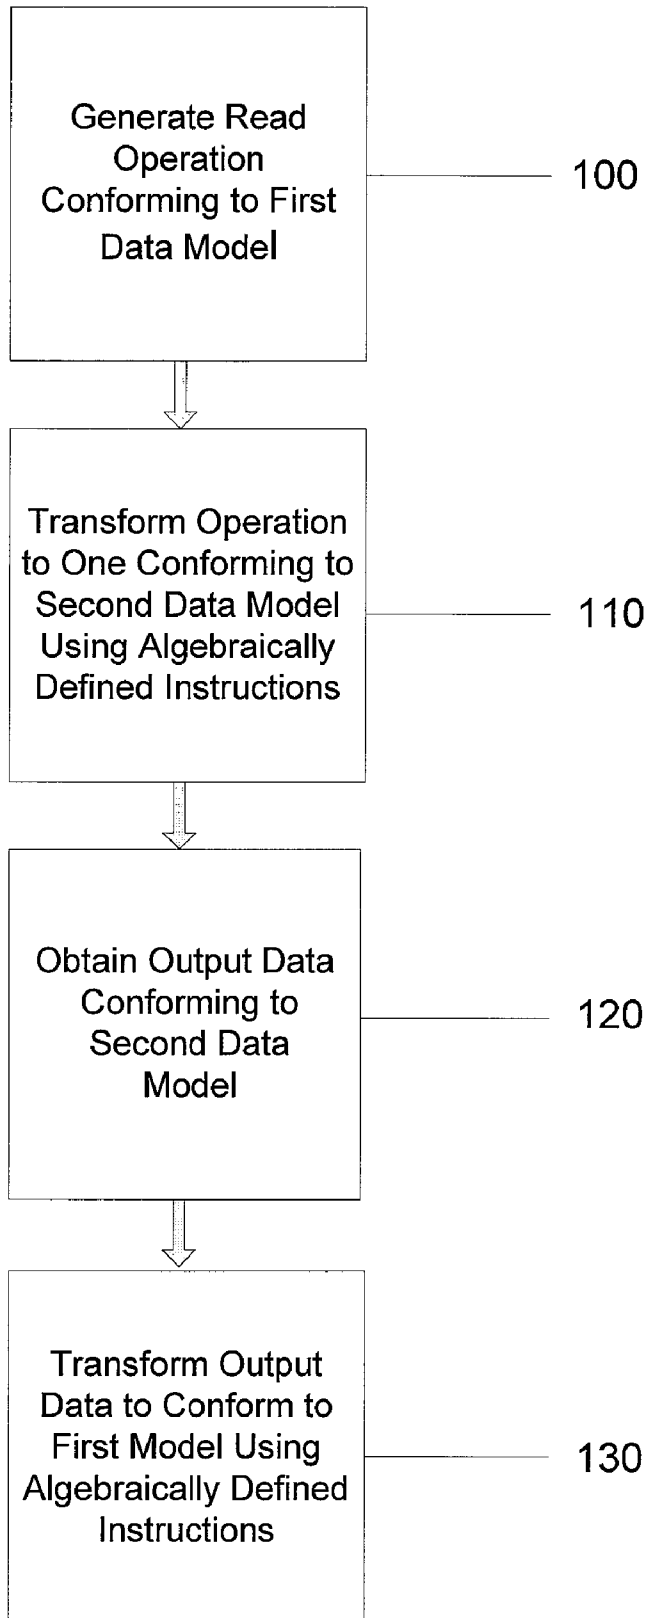 Generate Read
Operation
Conforming to First
Data Model
100
Transform Operation
to One Conforming to
Second Data Model
Using Algebraically
Defined Instructions
110
Obtain Output Data
Conforming to
Second Data
Model
120
Transform Output
Data to Conform to
First Model Using
Algebraically Defined
Instructions
130